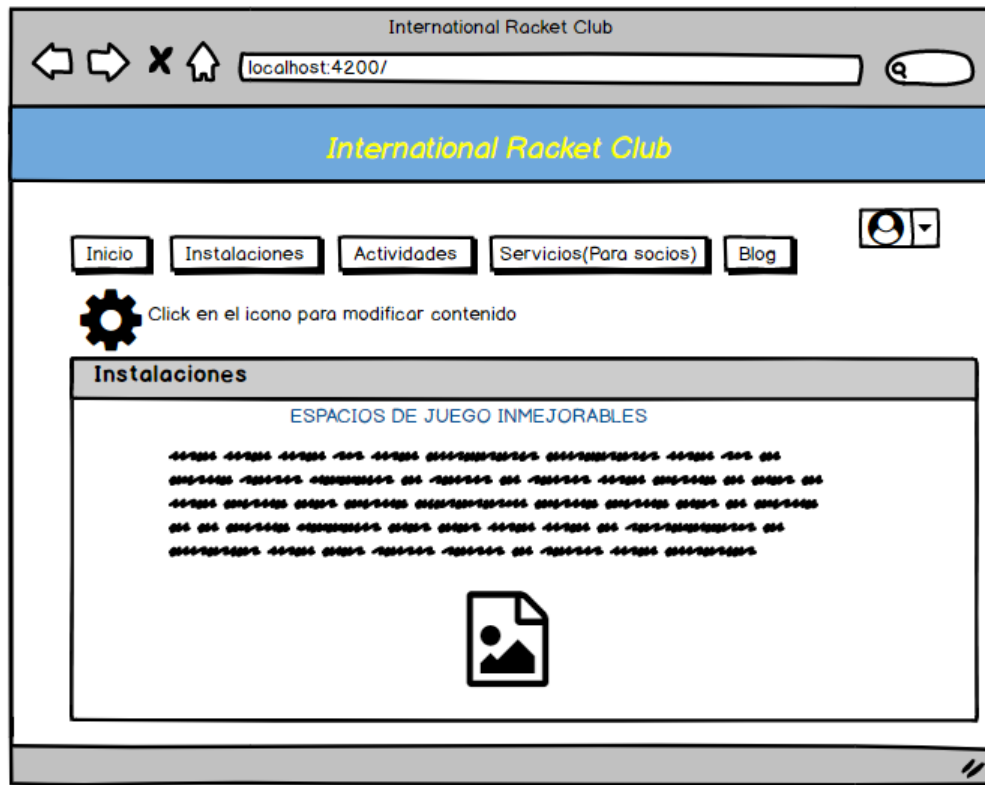 International Racket Club
localhost:4200/
International Racket Club
Inicio
Instalaciones
Actividades
Servicios(Para socios)
Blog
Click en el icono para modificar contenido
Instalaciones
ESPACIOS DE JUEGO INMEJORABLES